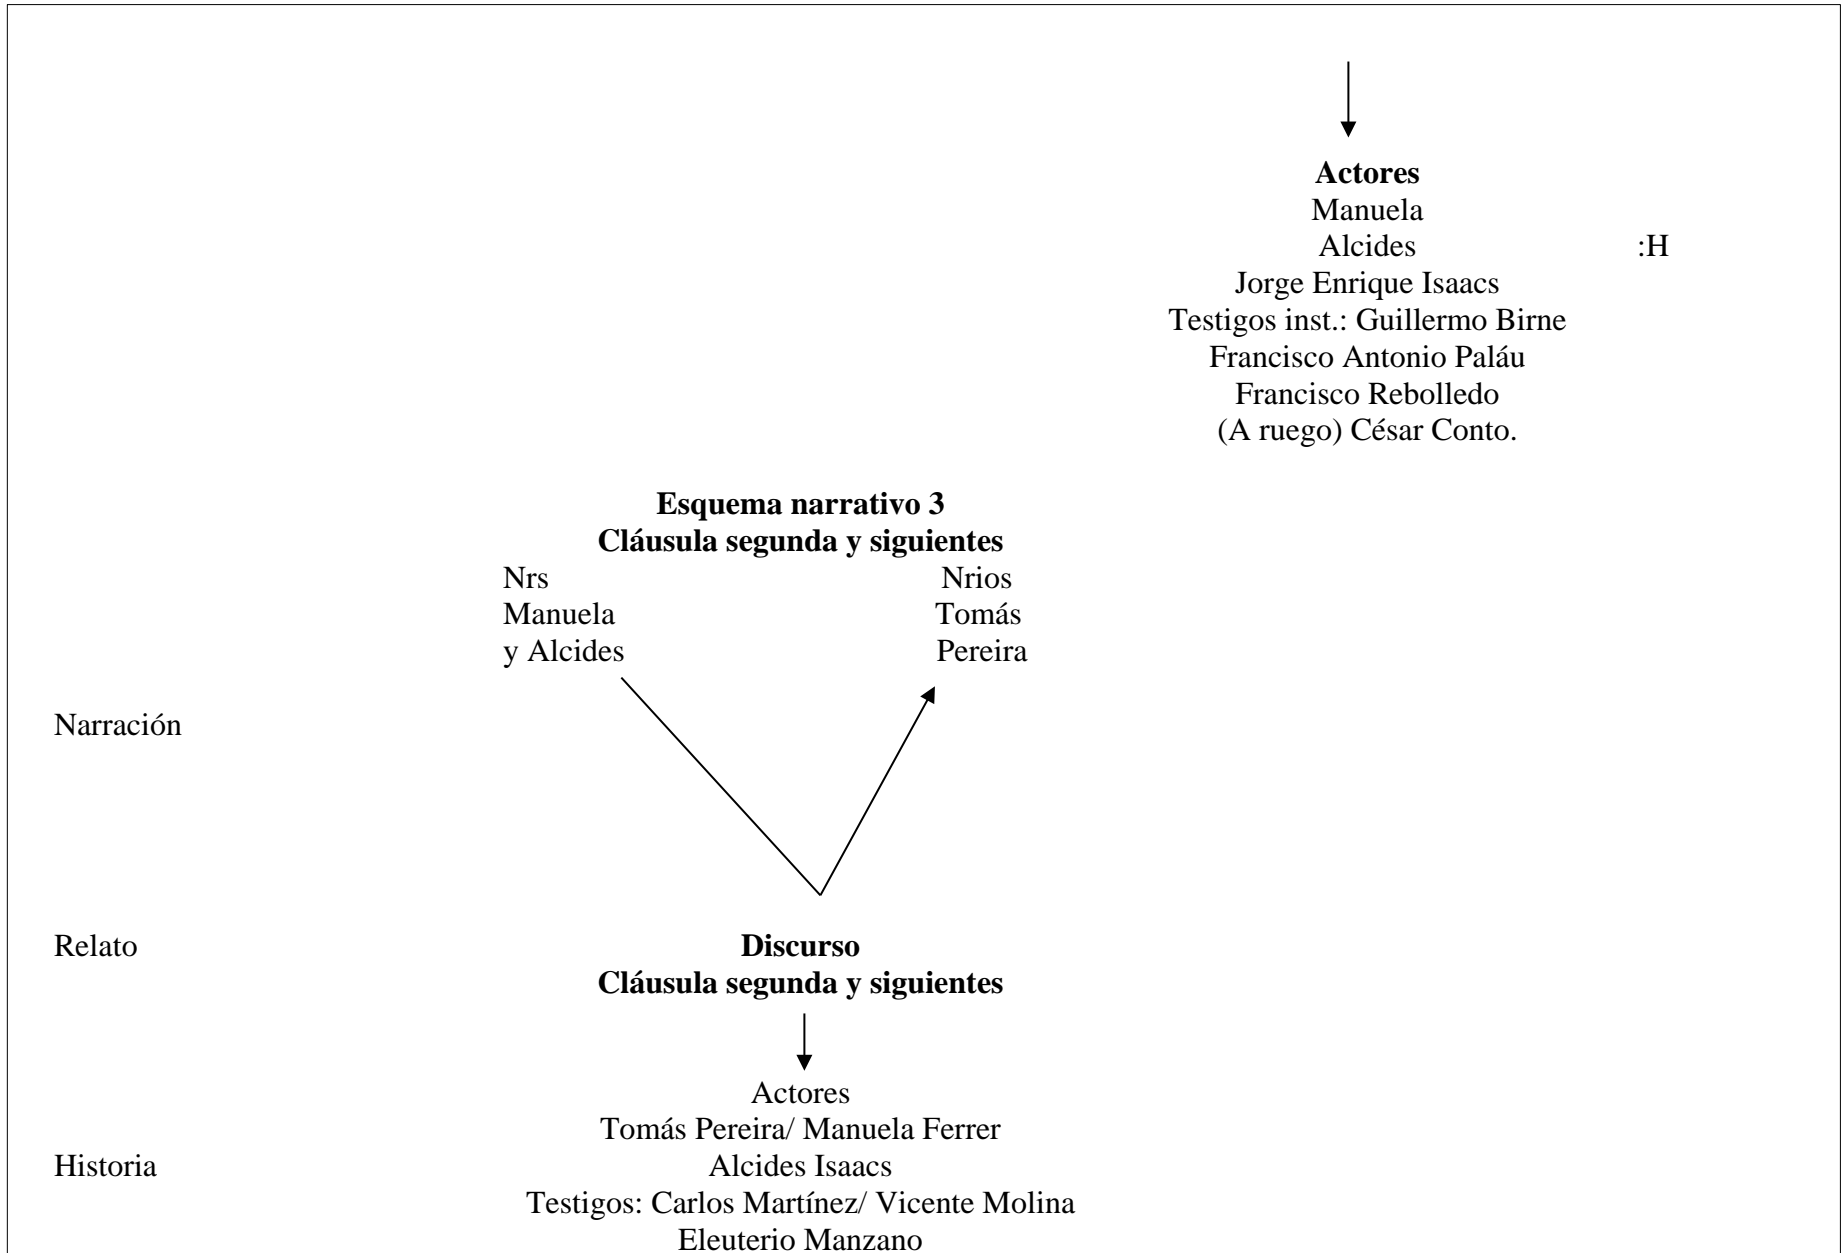 Actores
Manuela
Alcides :H
Jorge Enrique Isaacs
Testigos inst.: Guillermo Birne
Francisco Antonio Paláu
Francisco Rebolledo
(A ruego) César Conto.
Esquema narrativo 3
Cláusula segunda y siguientes
Nrs Nrios
Manuela Tomás
y Alcides Pereira
Narración
Relato Discurso
Cláusula segunda y siguientes
Actores
Tomás Pereira/ Manuela Ferrer
Historia Alcides Isaacs
Testigos: Carlos Martínez/ Vicente Molina
Eleuterio Manzano